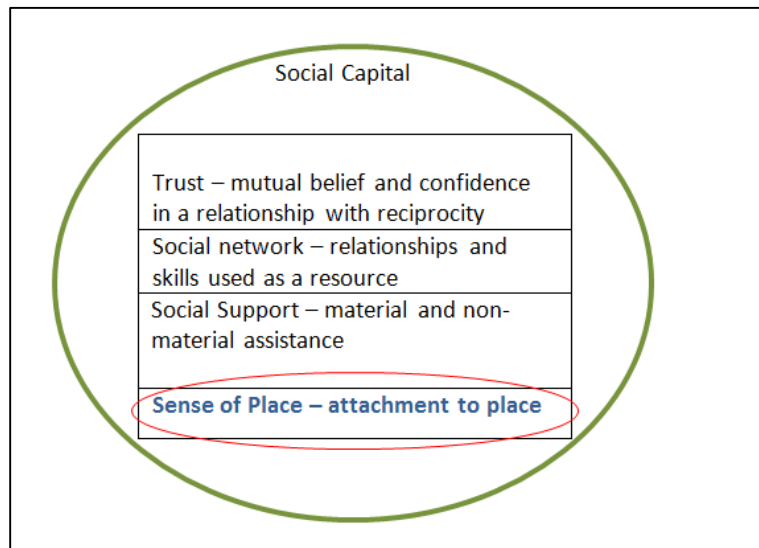 Social Capital
Trust – mutual belief and confidence
in a relationship with reciprocity
Social network – relationships and
skills used as a resource
Social Support – material and non-
material assistance
Sense of Place – attachment to place